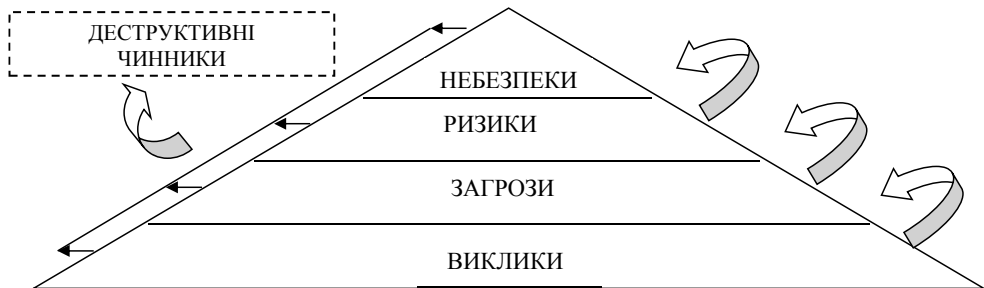 ДЕСТРУКТИВНІ
ЧИННИКИ
НЕБЕЗПЕКИ
РИЗИКИ
ЗАГРОЗИ
ВИКЛИКИ